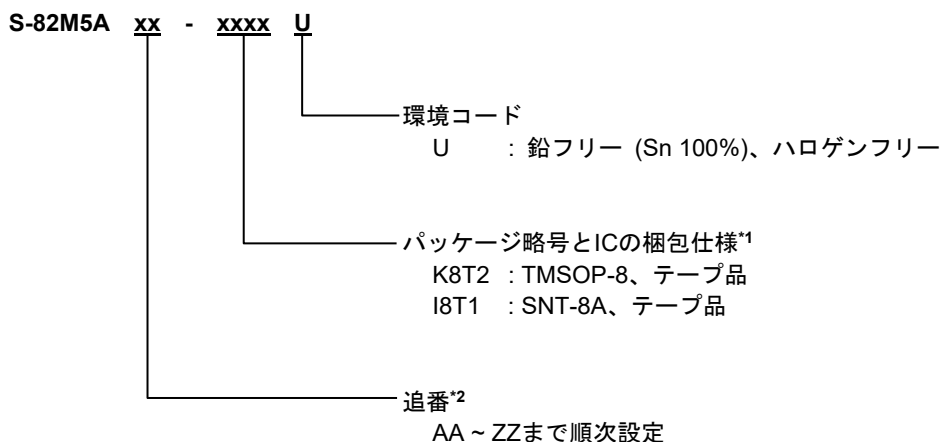 S-82M5A xx - xxxx U
環境コード
U : 鉛フリー (Sn 100%)、ハロゲンフリー
パッケージ略号とICの梱包仕様*1
K8T2 : TMSOP-8、テープ品
I8T1 : SNT-8A、テープ品
追番*2
AA ~ ZZまで順次設定